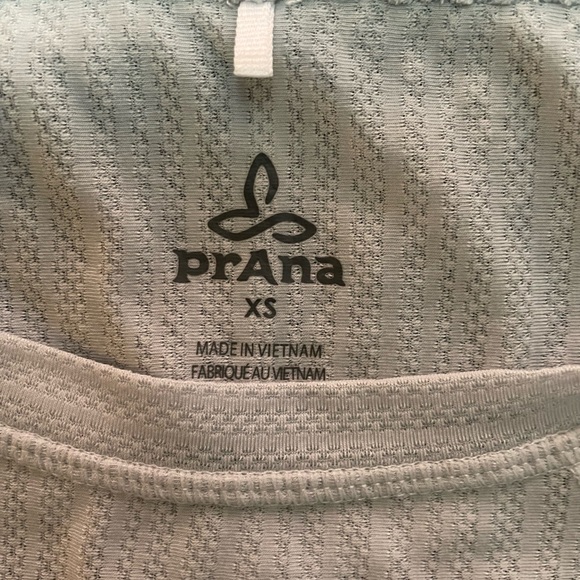 prAna
XS
MADE IN VIETNAM
FABRIQUÉ AU VIETNAM